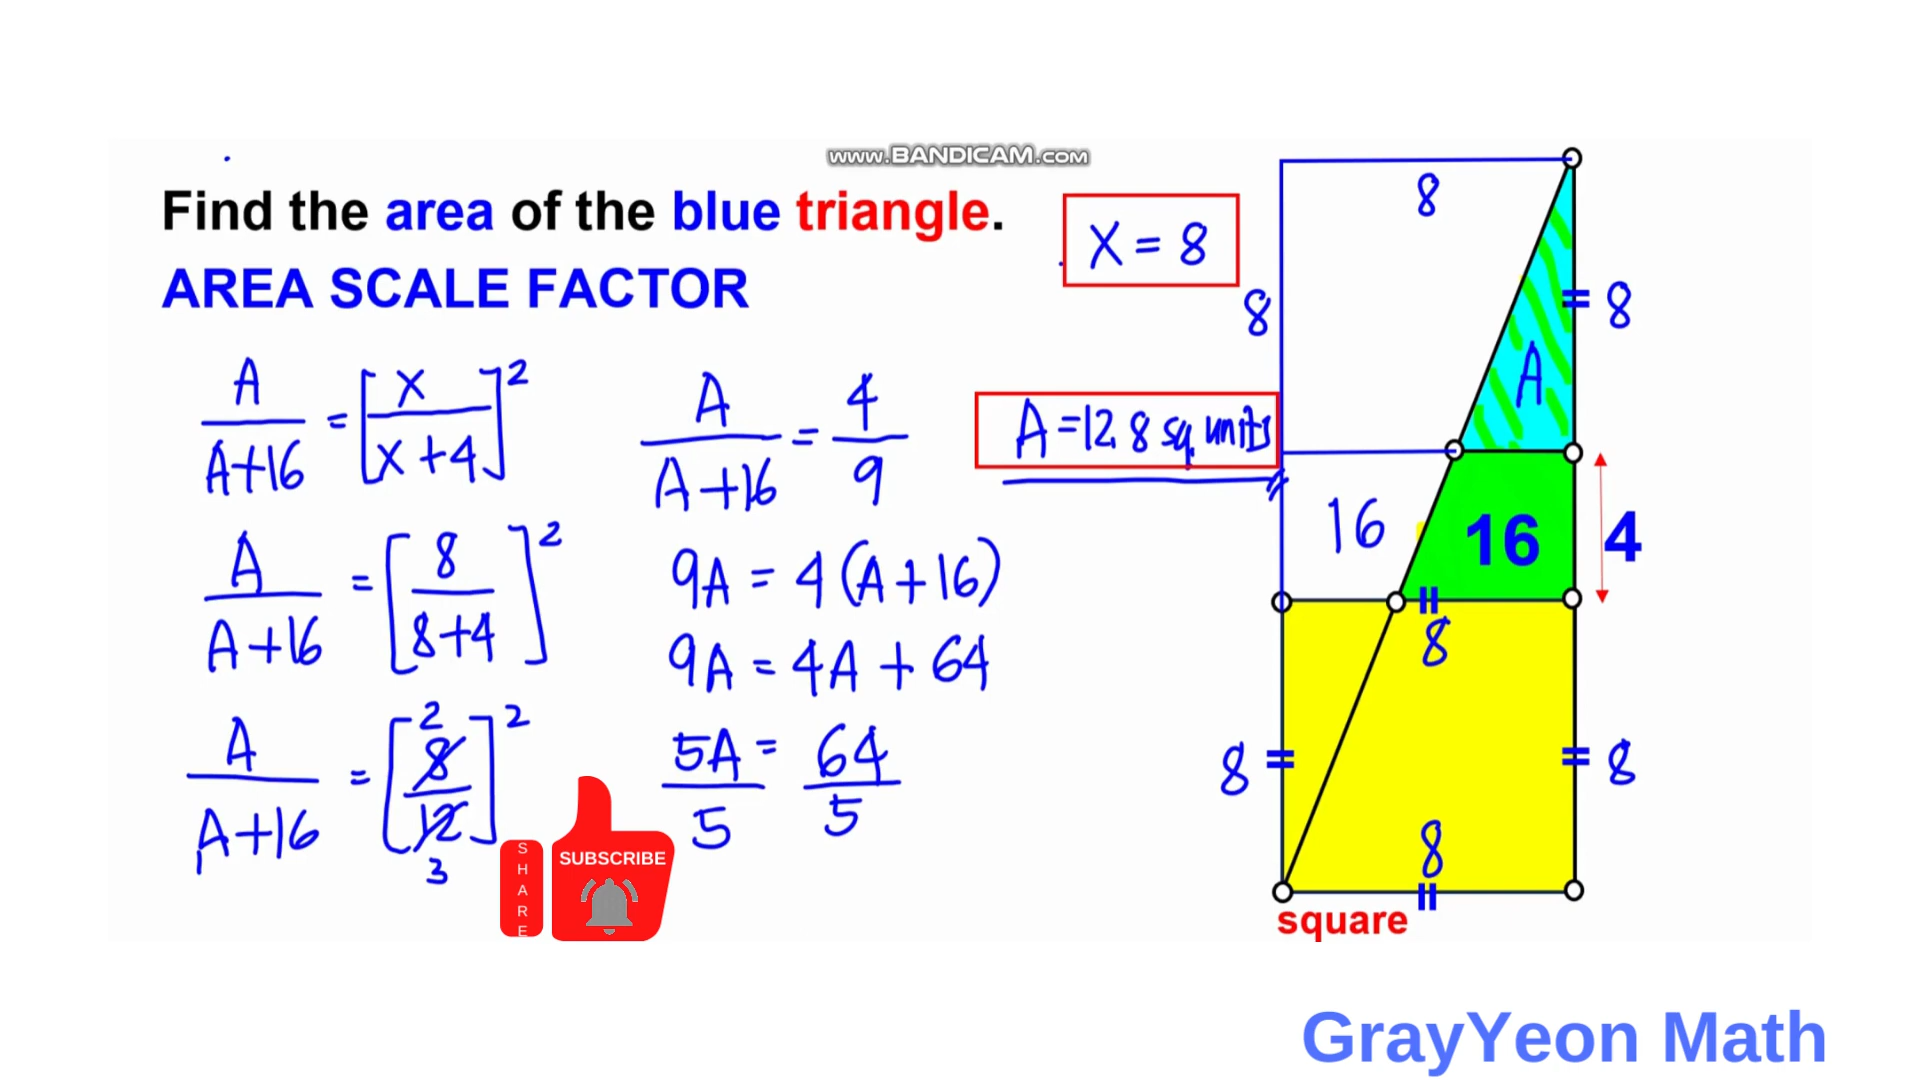 www.BANDICAM.com
Find the area of the blue triangle.
AREA SCALE FACTOR
A
A+16
=
[x
x+4]²
A
A+16
=
[8
8+4]²
A
A+16
=
2
[8
12]²
3
A
A+16
=
4
9
9A = 4(A+16)
9A = 4A + 64
5A = 64
5
5
X = 8
A = 12.8 sq units
8
8
8
A
16
16
4
8
8
8
8
square
SHARE
SUBSCRIBE
GrayYeon Math